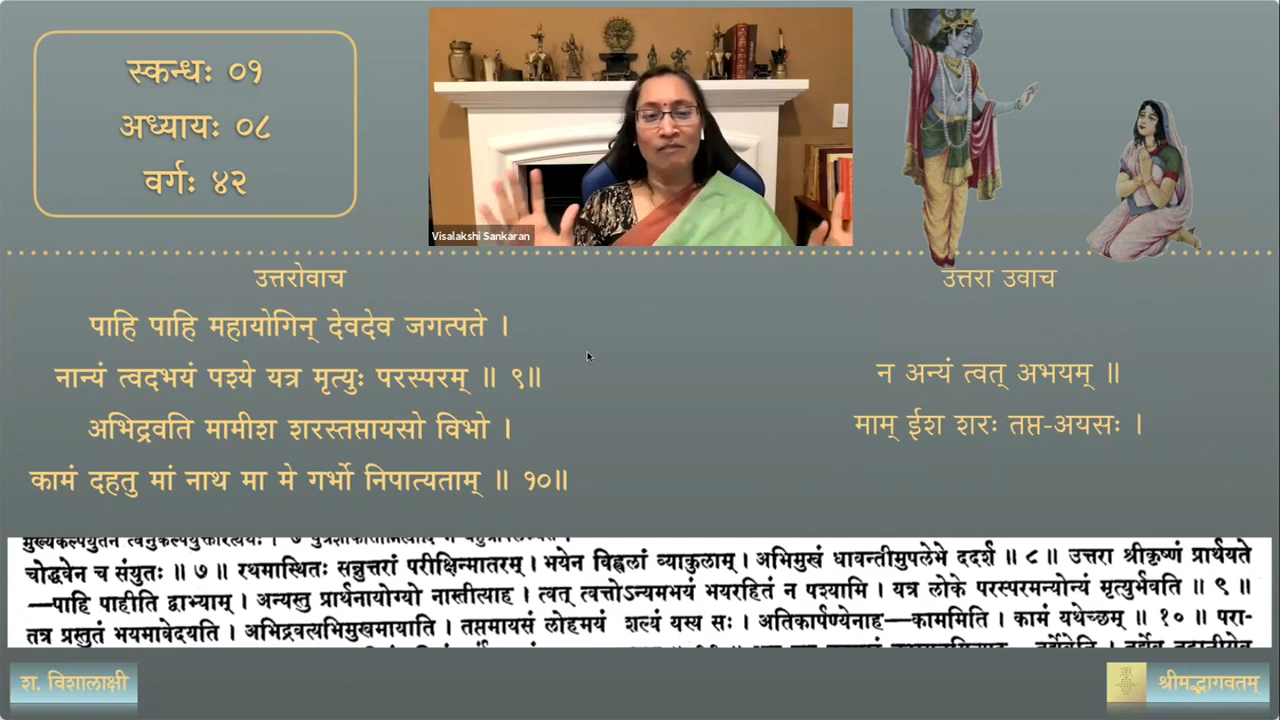 स्कन्धः ०१
अध्यायः ०८
वर्गः ४२
Visalakshi Sankaran
उत्तरोवाच
पाहि पाहि महायोगिन् देवदेव जगत्पते ।
नान्यं त्वदभयं पश्ये यत्र मृत्युः परस्परम् ॥ ९॥
अभिद्रवति मामीश शरस्तप्तायसो विभो ।
कामं दहतु मां नाथ मा मे गर्भो निपात्यताम् ॥ १०॥
उत्तरा उवाच
न अन्यं त्वत् अभयम् ॥
माम् ईश शरः तप्त-अयसः ।
चोद्धवेन च संयुतः ॥ ७ ॥ रथमास्थितः सन्नुत्तरां परीक्षिन्मातरम् । भयेन विह्वलां व्याकुलाम् । अभिमुखं धावन्तीमुपलेभे ददर्श ॥ ८ ॥ उत्तरा श्रीकृष्णं प्रार्थयते
—पाहि पाहीति द्वाभ्याम् । अन्यस्तु प्रार्थनायोग्यो नास्तीत्याह । त्वत् त्वत्तोऽन्यमभयं भयरहितं न पश्यामि । यत्र लोके परस्परमन्योन्यं मृत्युर्भवति ॥ ९ ॥
तत्र प्रस्तुतं भयमावेदयति । अभिद्रवत्यभिमुखमायाति । तप्तमायसं लोहमयं शल्यं यस्य सः । अतिकार्पण्येनाह—काममिति । कामं यथेच्छम् ॥ १० ॥ परा-
श. विशालाक्षी
श्रीमद्भागवतम्